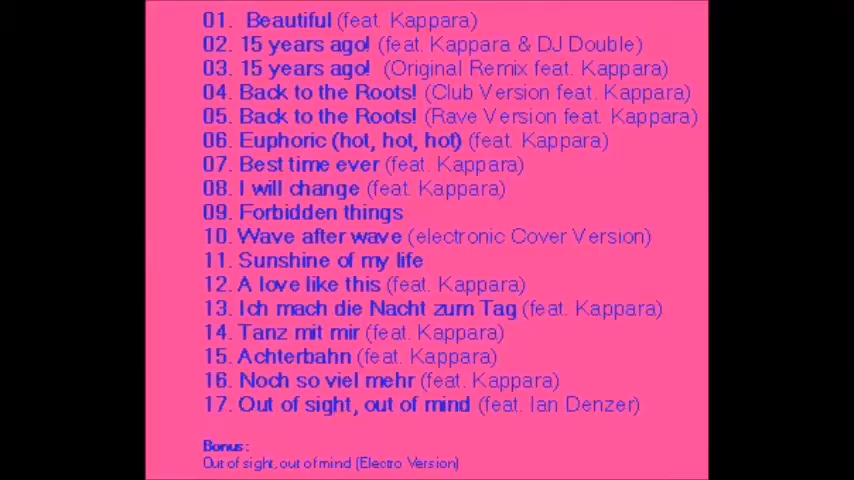 01. Beautiful (feat. Kappara)
02. 15 years ago! (feat. Kappara & DJ Double)
03. 15 years ago! (Original Remix feat. Kappara)
04. Back to the Roots! (Club Version feat. Kappara)
05. Back to the Roots! (Rave Version feat. Kappara)
06. Euphoric (hot, hot, hot) (feat. Kappara)
07. Best time ever (feat. Kappara)
08. I will change (feat. Kappara)
09. Forbidden things
10. Wave after wave (electronic Cover Version)
11. Sunshine of my life
12. A love like this (feat. Kappara)
13. Ich mach die Nacht zum Tag (feat. Kappara)
14. Tanz mit mir (feat. Kappara)
15. Achterbahn (feat. Kappara)
16. Noch so viel mehr (feat. Kappara)
17. Out of sight, out of mind (feat. Ian Denzer)
Bonus:
Out of sight, out of mind (Electro Version)